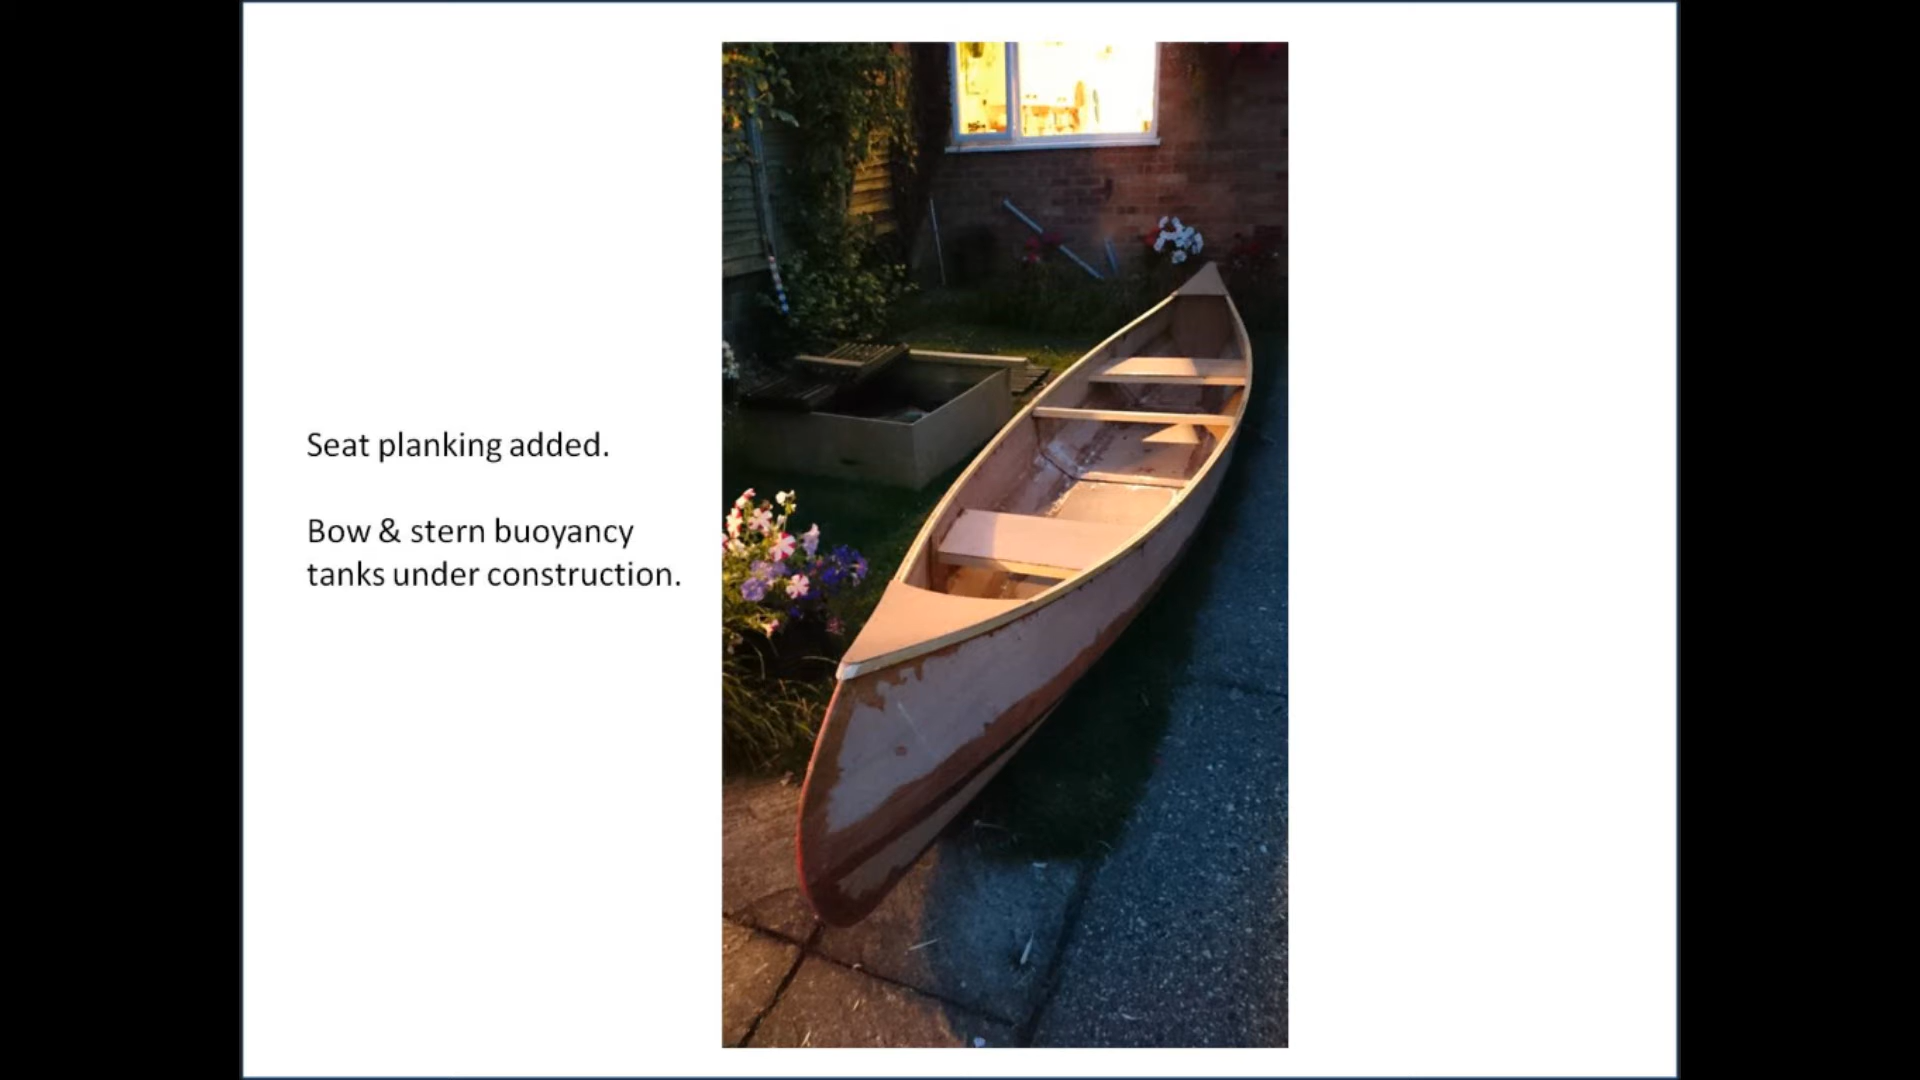 Seat planking added.
Bow & stern buoyancy
tanks under construction.